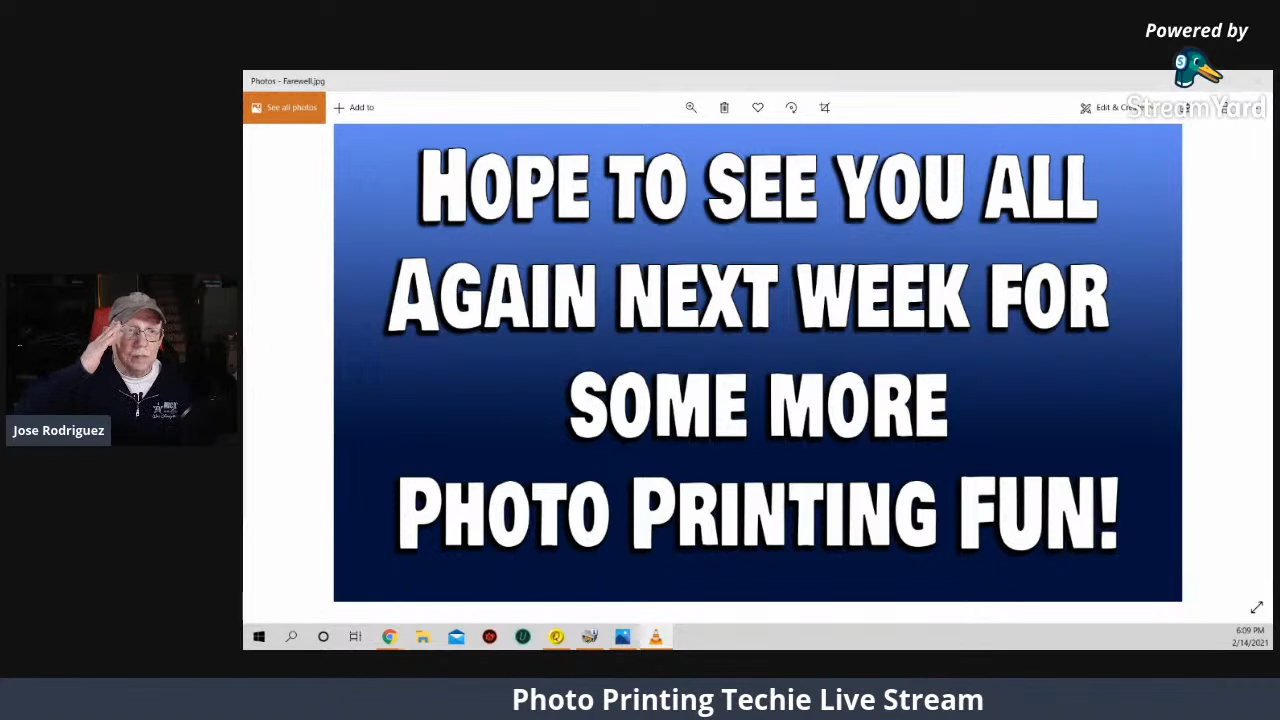 Powered by
StreamYard
Photos - Farewell.jpg
See all photos
Add to
HOPE TO SEE YOU ALL
AGAIN NEXT WEEK FOR
SOME MORE
PHOTO PRINTING FUN!
Jose Rodriguez
6:09 PM
2/14/2021
Photo Printing Techie Live Stream